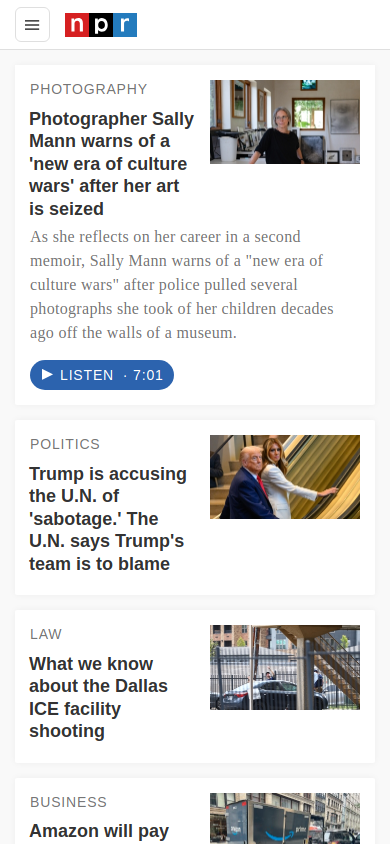 npr
PHOTOGRAPHY
Photographer Sally
Mann warns of a
'new era of culture
wars' after her art
is seized
As she reflects on her career in a second
memoir, Sally Mann warns of a "new era of
culture wars" after police pulled several
photographs she took of her children decades
ago off the walls of a museum.
LISTEN · 7:01
POLITICS
Trump is accusing
the U.N. of
'sabotage.' The
U.N. says Trump's
team is to blame
LAW
What we know
about the Dallas
ICE facility
shooting
BUSINESS
Amazon will pay
prime